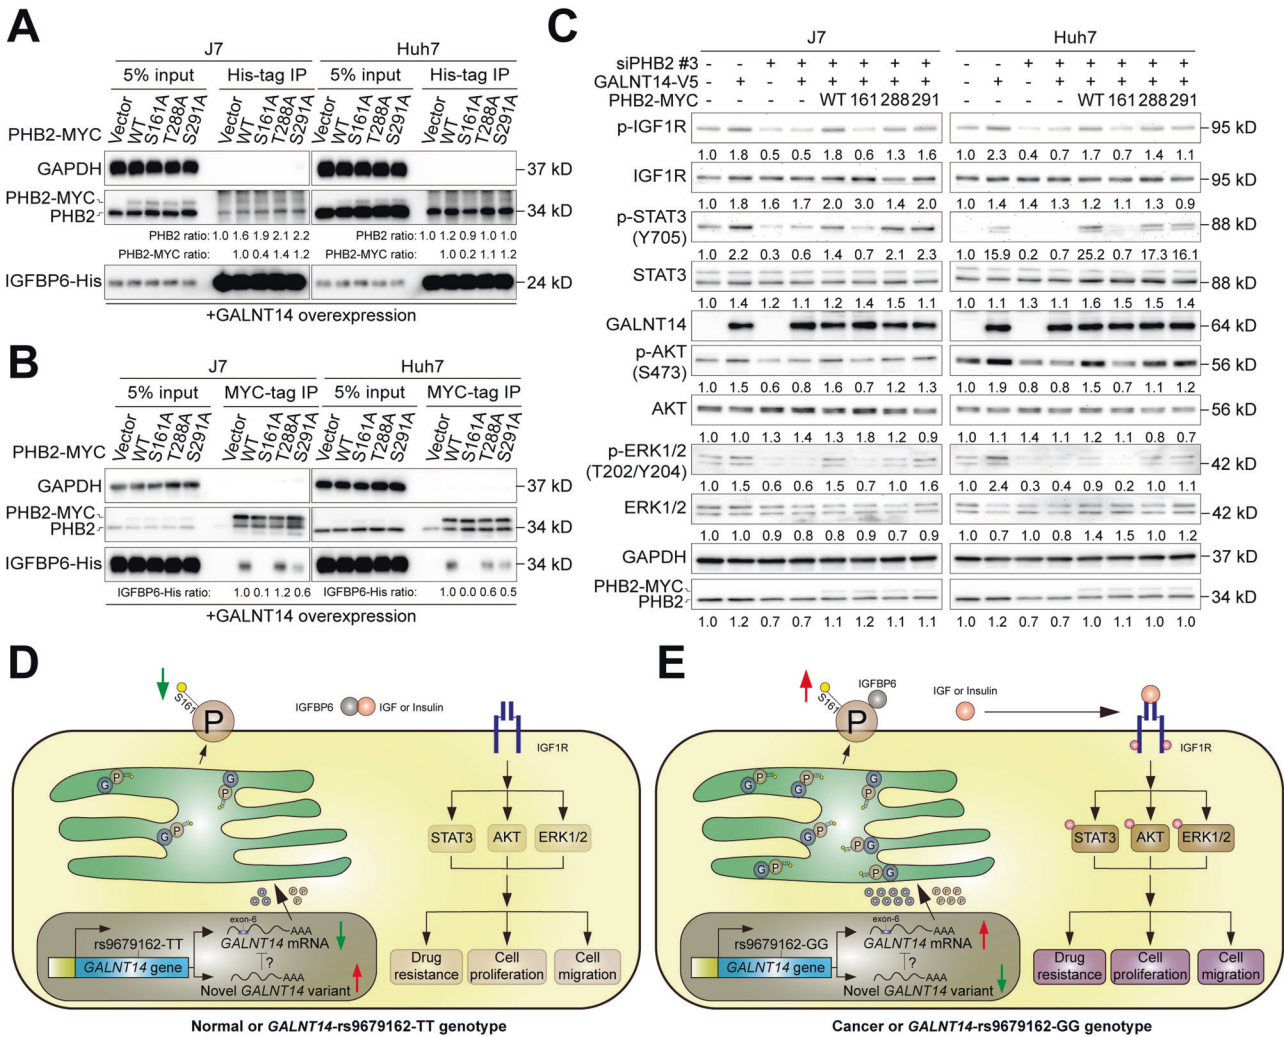 A
J7
Huh7
5% input
His-tag IP
5% input
His-tag IP
PHB2-MYC
Vector
WT
S161A
T288A
S291A
Vector
WT
S161A
T288A
S291A
Vector
WT
S161A
T288A
S291A
Vector
WT
S161A
T288A
S291A
GAPDH
37 kD
PHB2-MYC
PHB2
34 kD
PHB2 ratio: 1.0 1.6 1.9 2.1 2.2
PHB2 ratio: 1.0 1.2 0.9 1.0 1.0
PHB2-MYC ratio: 1.0 0.4 1.4 1.2
PHB2-MYC ratio: 1.0 0.2 1.1 1.2
IGFBP6-His
24 kD
+GALNT14 overexpression
B
J7
Huh7
5% input
MYC-tag IP
5% input
MYC-tag IP
PHB2-MYC
Vector
WT
S161A
T288A
S291A
Vector
WT
S161A
T288A
S291A
Vector
WT
S161A
T288A
S291A
Vector
WT
S161A
T288A
S291A
GAPDH
37 kD
PHB2-MYC
PHB2
34 kD
IGFBP6-His
34 kD
IGFBP6-His ratio: 1.0 0.1 1.2 0.6
IGFBP6-His ratio: 1.0 0.0 0.6 0.5
+GALNT14 overexpression
C
J7
Huh7
siPHB2 #3 - - + + + + + + - - + + + + + +
GALNT14-V5 - + - + + + + + - + - + + + + +
PHB2-MYC - - - - WT 161 288 291 - - - - WT 161 288 291
p-IGF1R
95 kD
1.0 1.8 0.5 0.5 1.8 0.6 1.3 1.6 1.0 2.3 0.4 0.7 1.7 0.7 1.4 1.1
IGF1R
95 kD
1.0 1.8 1.6 1.7 2.0 3.0 1.4 2.0 1.0 1.4 1.4 1.3 1.2 1.1 1.3 0.9
p-STAT3
(Y705)
88 kD
1.0 2.2 0.3 0.6 1.4 0.7 2.1 2.3 1.0 15.9 0.2 0.7 25.2 0.7 17.3 16.1
STAT3
88 kD
1.0 1.4 1.2 1.1 1.2 1.4 1.5 1.1 1.0 1.1 1.3 1.1 1.6 1.5 1.5 1.4
GALNT14
64 kD
p-AKT
(S473)
56 kD
1.0 1.5 0.6 0.8 1.6 0.7 1.2 1.3 1.0 1.9 0.8 0.8 1.5 0.7 1.1 1.2
AKT
56 kD
1.0 1.0 1.3 1.4 1.3 1.8 1.2 0.9 1.0 1.1 1.4 1.1 1.2 1.1 0.8 0.7
p-ERK1/2
(T202/Y204)
42 kD
1.0 1.5 0.6 0.6 1.5 0.7 1.0 1.6 1.0 2.4 0.3 0.4 0.9 0.2 1.0 1.1
ERK1/2
42 kD
1.0 1.0 0.9 0.8 0.8 0.9 0.7 0.9 1.0 0.7 1.0 0.8 1.4 1.5 1.0 1.2
GAPDH
37 kD
PHB2-MYC
PHB2
34 kD
1.0 1.2 0.7 0.7 1.1 1.2 1.1 1.1 1.0 1.0 0.7 0.7 1.0 1.1 1.0 1.0
D
S161
P
IGFBP6
IGF or Insulin
IGF1R
G P
G
P
G P
STAT3
AKT
ERK1/2
G
P
exon-6
AAA
rs9679162-TT
GALNT14 mRNA
GALNT14 gene
?
AAA
Novel GALNT14 variant
Drug
resistance
Cell
proliferation
Cell
migration
Normal or GALNT14-rs9679162-TT genotype
E
S161
P
IGFBP6
IGF or Insulin
IGF1R
G P
P G
G
P
G P
P G
G P
P G
STAT3
AKT
ERK1/2
G
P
exon-6
AAA
rs9679162-GG
GALNT14 mRNA
GALNT14 gene
?
AAA
Novel GALNT14 variant
Drug
resistance
Cell
proliferation
Cell
migration
Cancer or GALNT14-rs9679162-GG genotype